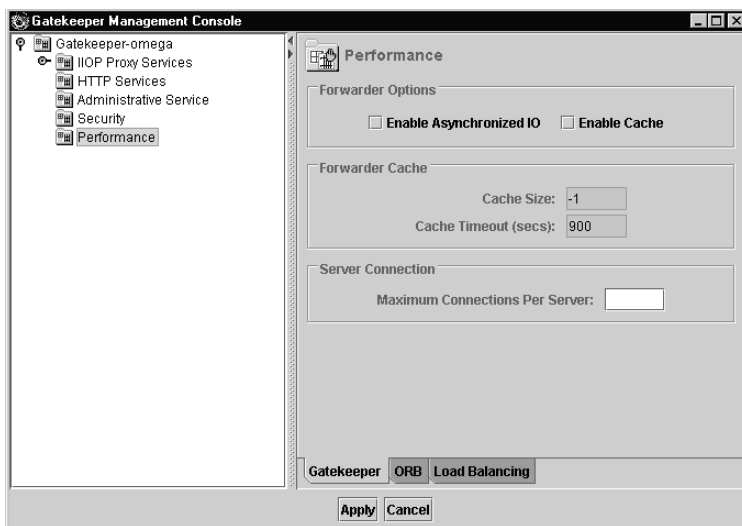 Gatekeeper Management Console
Gatekeeper-omega
IIOP Proxy Services
HTTP Services
Administrative Service
Security
Performance
Performance
Forwarder Options
Enable Asynchronized IO Enable Cache
Forwarder Cache
Cache Size: -1
Cache Timeout (secs): 900
Server Connection
Maximum Connections Per Server:
Gatekeeper ORB Load Balancing
Apply Cancel